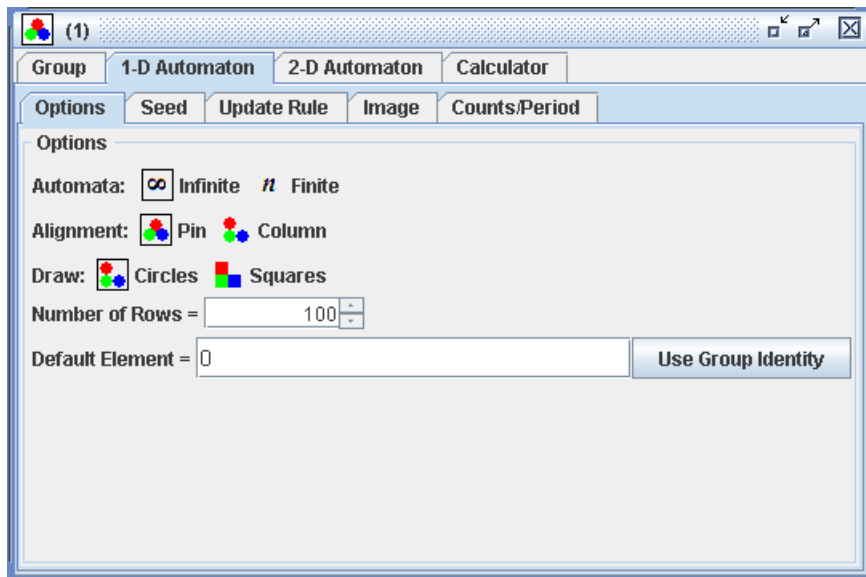 (1)
Group 1-D Automaton 2-D Automaton Calculator
Options Seed Update Rule Image Counts/Period
Options
Automata: ∞ Infinite n Finite
Alignment: Pin Column
Draw: Circles Squares
Number of Rows = 100
Default Element = 0 Use Group Identity